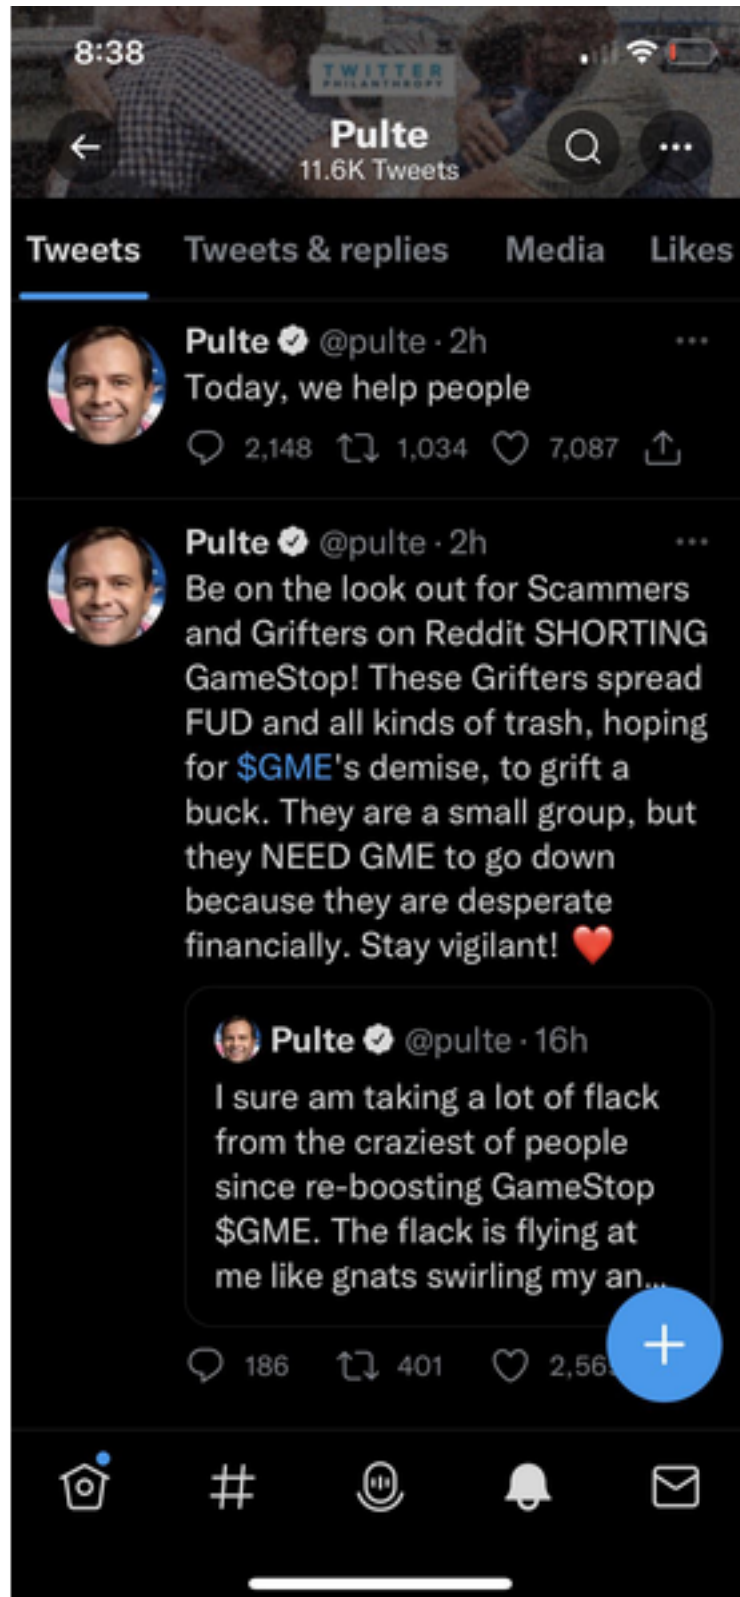 8:38
TWITTER
PHILANTHROPY
Pulte
11.6K Tweets
Tweets Tweets & replies Media Likes
Pulte @pulte · 2h
Today, we help people
2,148 1,034 7,087
Pulte @pulte · 2h
Be on the look out for Scammers
and Grifters on Reddit SHORTING
GameStop! These Grifters spread
FUD and all kinds of trash, hoping
for $GME's demise, to grift a
buck. They are a small group, but
they NEED GME to go down
because they are desperate
financially. Stay vigilant! ❤️
Pulte @pulte · 16h
I sure am taking a lot of flack
from the craziest of people
since re-boosting GameStop
$GME. The flack is flying at
me like gnats swirling my an...
186 401